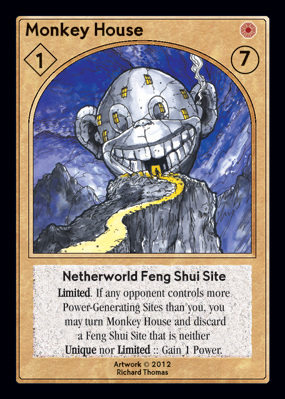 Monkey House
1
7
Netherworld Feng Shui Site
Limited. If any opponent controls more
Power-Generating Sites than you, you
may turn Monkey House and discard
a Feng Shui Site that is neither
Unique nor Limited :: Gain 1 Power.
Artwork © 2012
Richard Thomas